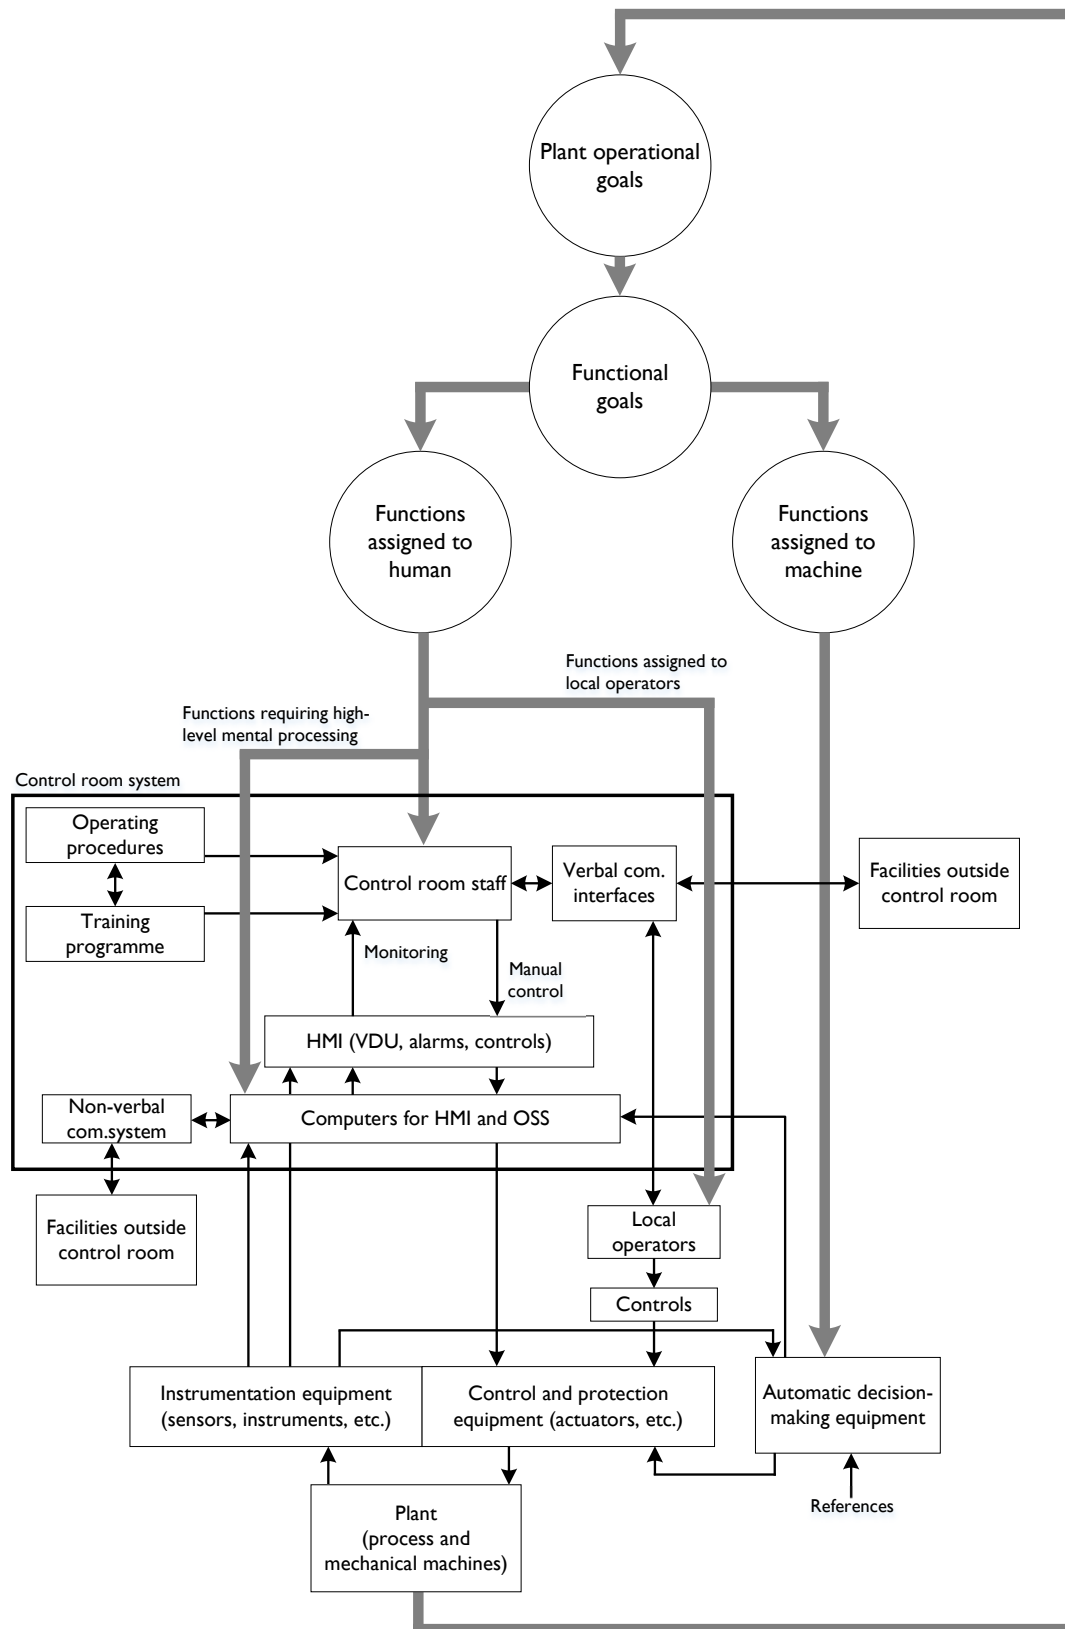 Plant operational
goals
Functional
goals
Functions
assigned to
human
Functions
assigned to
machine
Functions assigned to
local operators
Functions requiring high-
level mental processing
Control room system
Operating
procedures
Control room staff
Verbal com.
interfaces
Facilities outside
control room
Training
programme
Monitoring
Manual
control
HMI (VDU, alarms, controls)
Non-verbal
com.system
Computers for HMI and OSS
Facilities outside
control room
Local
operators
Controls
Instrumentation equipment
(sensors, instruments, etc.)
Control and protection
equipment (actuators, etc.)
Automatic decision-
making equipment
References
Plant
(process and
mechanical machines)